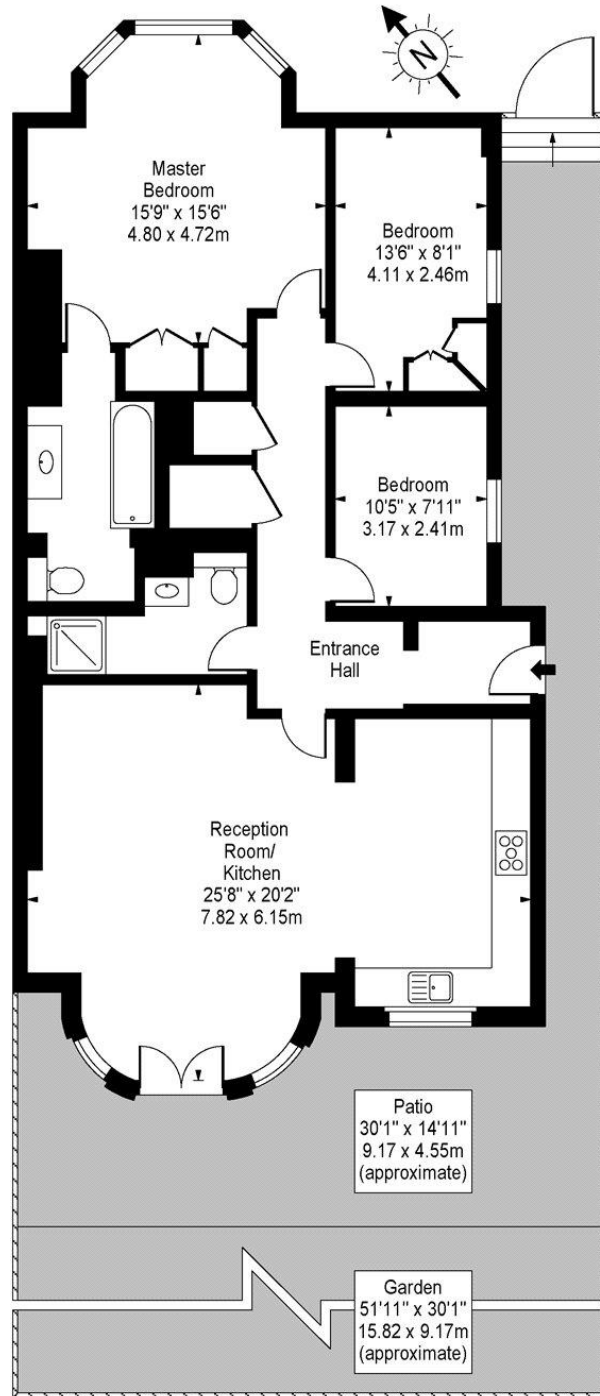 N
Master
Bedroom
15'9" x 15'6"
4.80 x 4.72m
Bedroom
13'6" x 8'1"
4.11 x 2.46m
Bedroom
10'5" x 7'11"
3.17 x 2.41m
Entrance
Hall
Reception
Room/
Kitchen
25'8" x 20'2"
7.82 x 6.15m
Patio
30'1" x 14'11"
9.17 x 4.55m
(approximate)
Garden
51'11" x 30'1"
15.82 x 9.17m
(approximate)